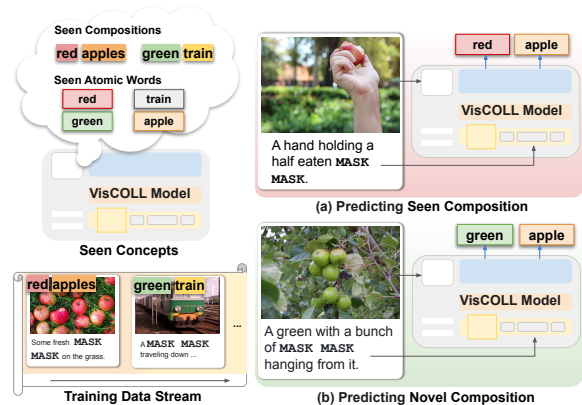 Seen Compositions
red apples green train
Seen Atomic Words
red train
green apple
VisCOLL Model
Seen Concepts
red apples
green train
Some fresh MASK
MASK on the grass.
A MASK MASK
traveling down ...
...
Training Data Stream
red apple
A hand holding a
half eaten MASK
MASK.
VisCOLL Model
(a) Predicting Seen Composition
green apple
A green with a bunch
of MASK MASK
hanging from it.
VisCOLL Model
(b) Predicting Novel Composition